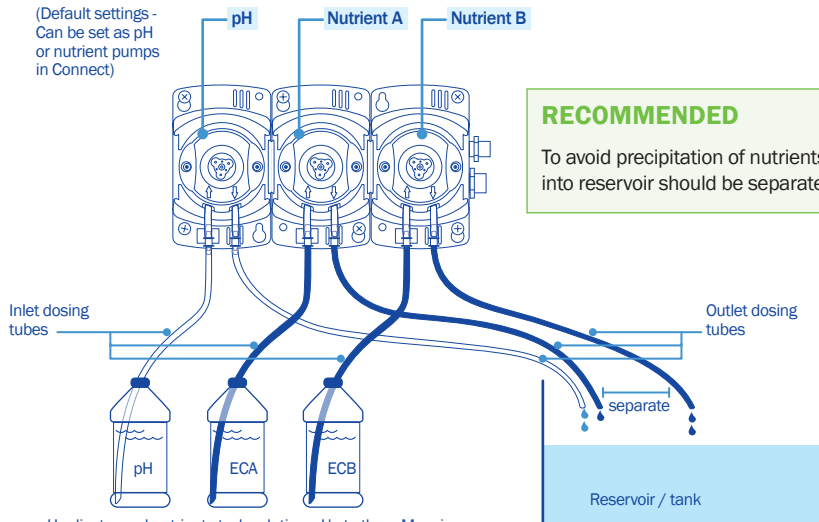 (Default settings -
Can be set as pH
or nutrient pumps
in Connect)
pH
Nutrient A
Nutrient B
RECOMMENDED
To avoid precipitation of nutrients
into reservoir should be separate
Inlet dosing
tubes
Outlet dosing
tubes
separate
pH
ECA
ECB
Reservoir / tank